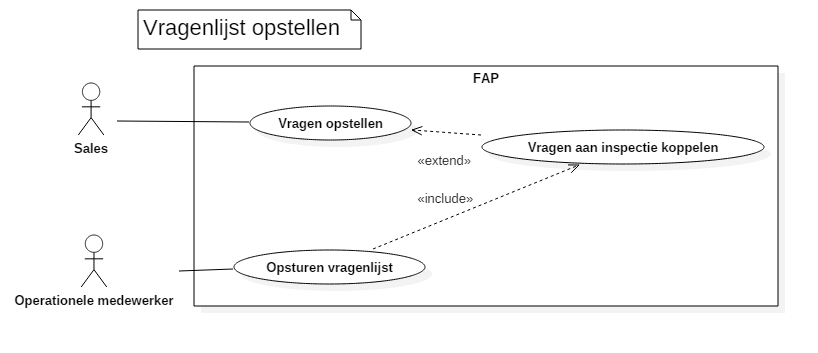 Vragenlijst opstellen
FAP
Vragen opstellen
Sales
Vragen aan inspectie koppelen
«extend»
«include»
Opsturen vragenlijst
Operationele medewerker